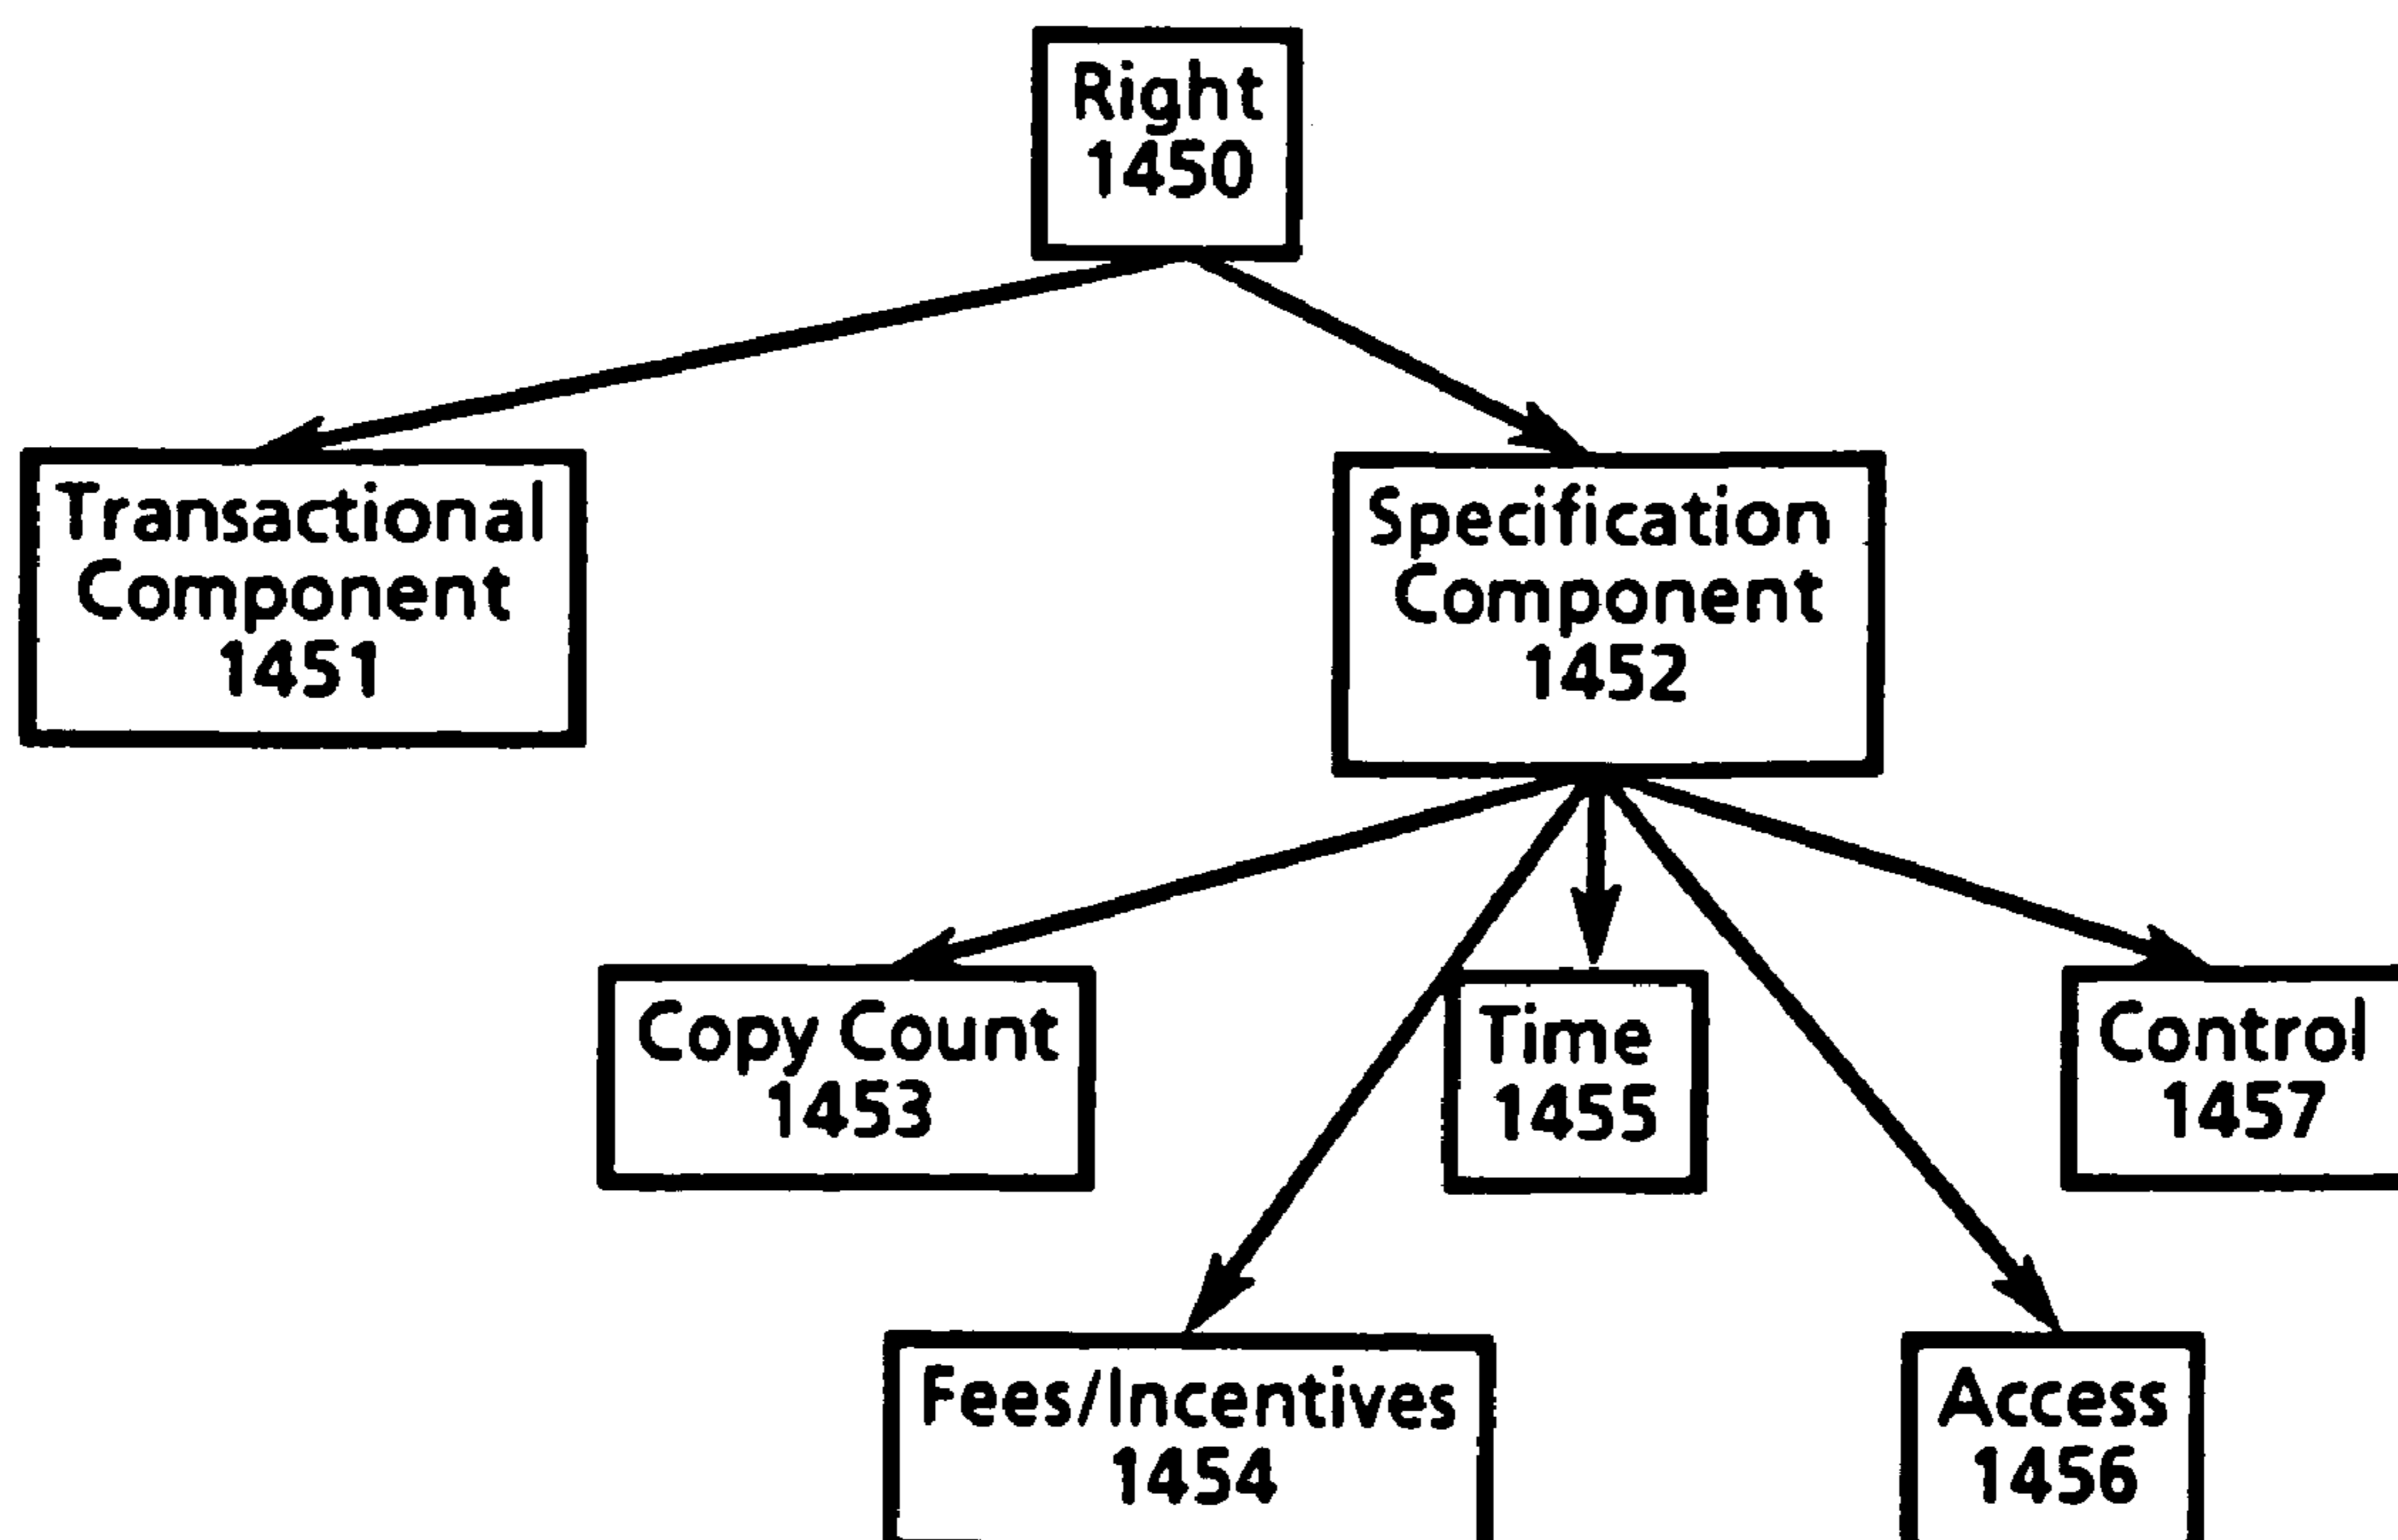 Right
1450
Transactional
Component
1451
Specification
Component
1452
Copy Count
1453
Time
1455
Control
1457
Fees/Incentives
1454
Access
1456